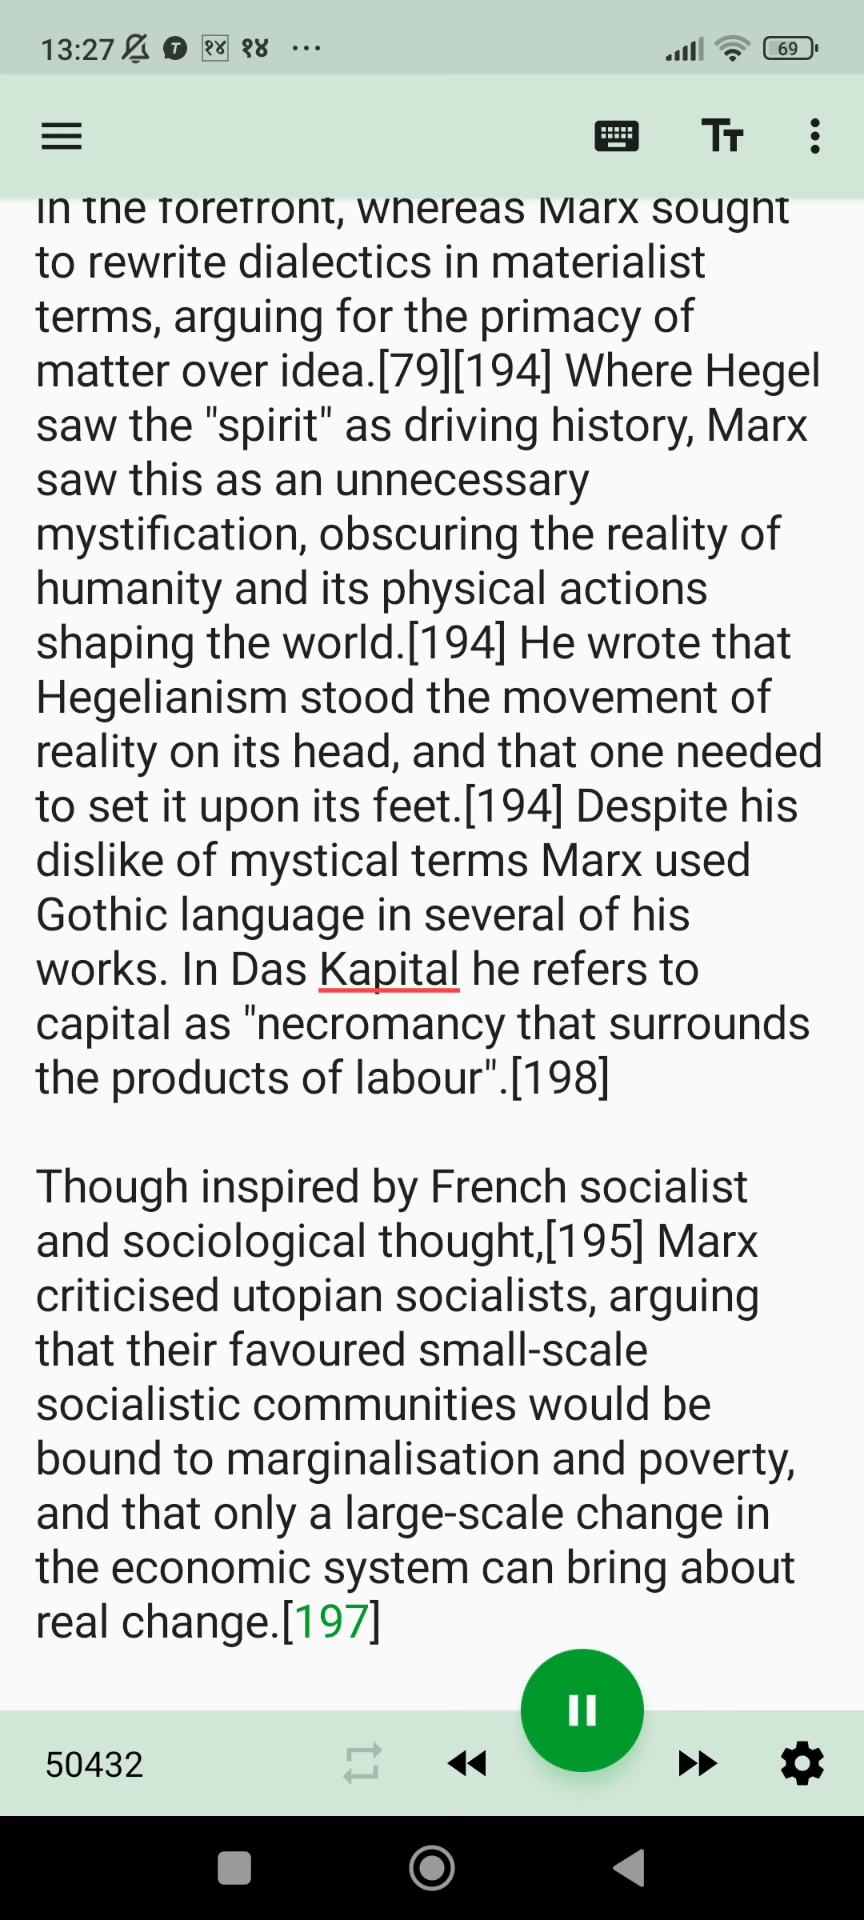 13:27 T १४ १४ ...
69
TT
in the forefront, whereas Marx sought
to rewrite dialectics in materialist
terms, arguing for the primacy of
matter over idea.[79][194] Where Hegel
saw the "spirit" as driving history, Marx
saw this as an unnecessary
mystification, obscuring the reality of
humanity and its physical actions
shaping the world.[194] He wrote that
Hegelianism stood the movement of
reality on its head, and that one needed
to set it upon its feet.[194] Despite his
dislike of mystical terms Marx used
Gothic language in several of his
works. In Das Kapital he refers to
capital as "necromancy that surrounds
the products of labour".[198]
Though inspired by French socialist
and sociological thought,[195] Marx
criticised utopian socialists, arguing
that their favoured small-scale
socialistic communities would be
bound to marginalisation and poverty,
and that only a large-scale change in
the economic system can bring about
real change.[197]
50432